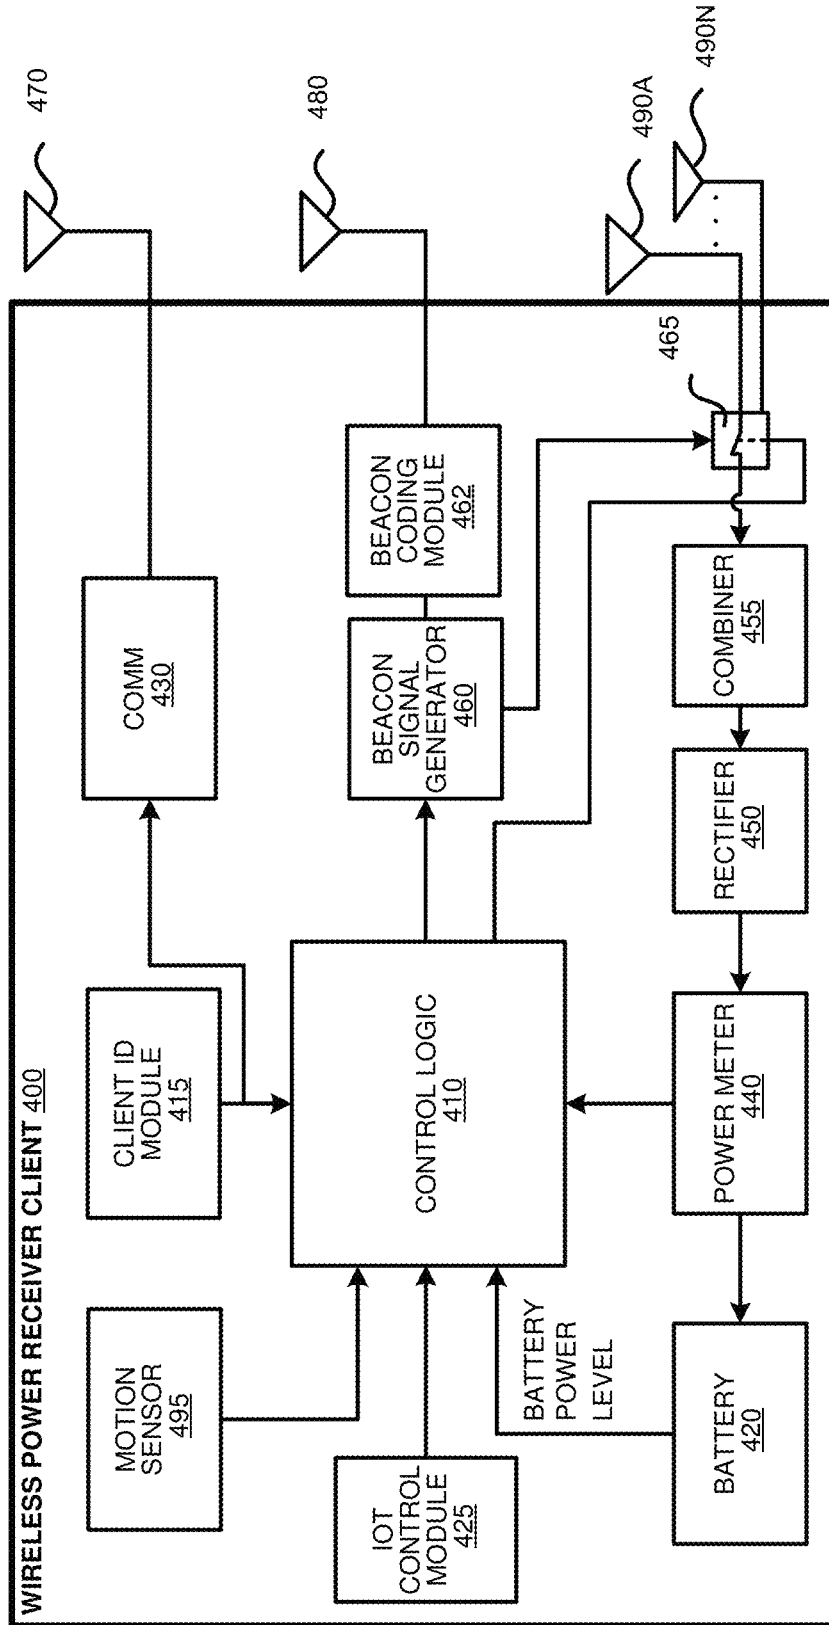 WIRELESS POWER RECEIVER CLIENT 400
MOTION
SENSOR
495
CLIENT ID
MODULE
415
COMM
430
470
IOT
CONTROL
MODULE
425
CONTROL LOGIC
410
BEACON
SIGNAL
GENERATOR
460
BEACON
CODING
MODULE
462
480
BATTERY
POWER
LEVEL
BATTERY
420
POWER METER
440
RECTIFIER
450
COMBINER
455
465
490A
. . .
490N